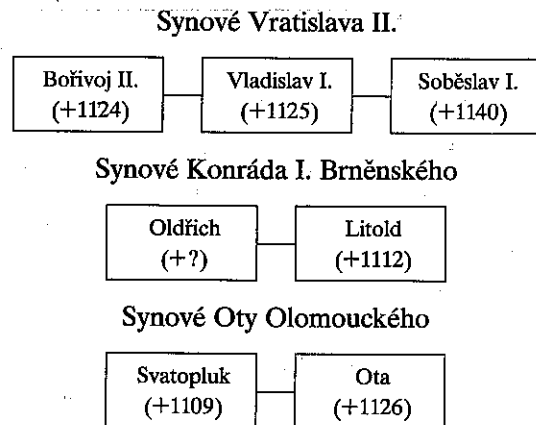 Synové Vratislava II.
Bořivoj II. Vladislav I. Soběslav I.
(+1124) (+1125) (+1140)
Synové Konráda I. Brněnského
Oldřich Litold
(+?) (+1112)
Synové Oty Olomouckého
Svatopluk Ota
(+1109) (+1126)